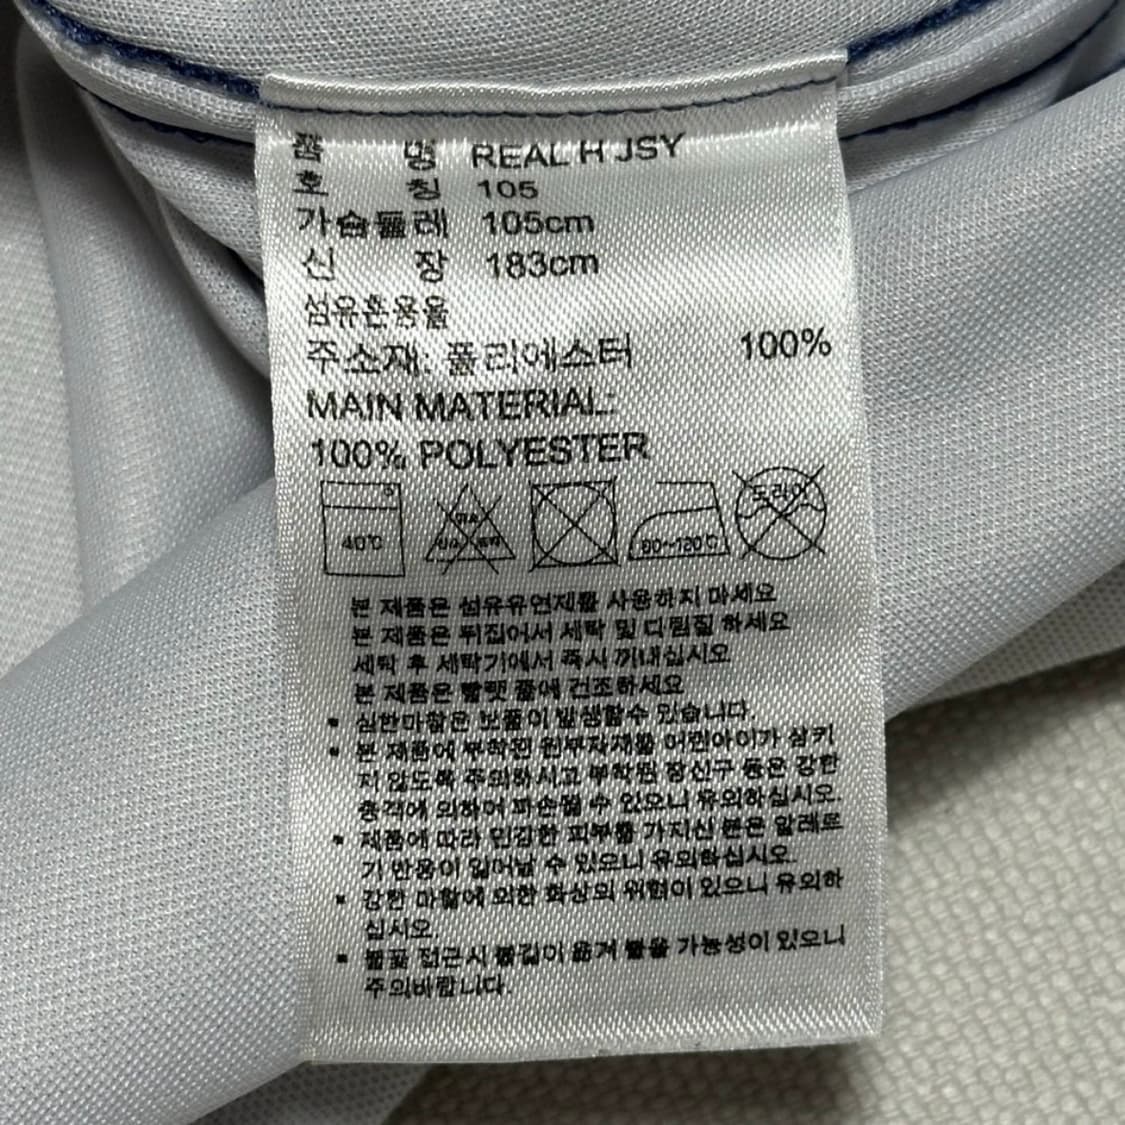 품 명 REAL H JSY
호 칭 105
가슴둘레 105cm
신 장 183cm
섬유혼용율
주소재: 폴리에스터 100%
MAIN MATERIAL:
100% POLYESTER
40℃ 염소 80~120℃ 드라이
본 제품은 섬유유연제를 사용하지 마세요
본 제품은 뒤집어서 세탁 및 다림질 하세요
세탁 후 세탁기에서 즉시 꺼내십시오
본 제품은 햇볕 풀에 건조하세요
▪ 심한마찰은 보풀이 발생할수 있습니다.
▪ 본 제품에 부착된 원부자재를 어린아이가 삼키
지 않도록 주의하시고 부착된 장신구 등은 강한
충격에 의하여 파손될 수 있으니 유의하십시오.
▪ 제품에 따라 민감한 피부를 가지신 분은 알레르
기 반응이 일어날 수 있으니 유의하십시오.
▪ 강한 마찰에 의한 화상의 위험이 있으니 유의하
십시오.
▪ 불꽃 접근시 불길이 옮겨 붙을 가능성이 있으니
주의바랍니다.